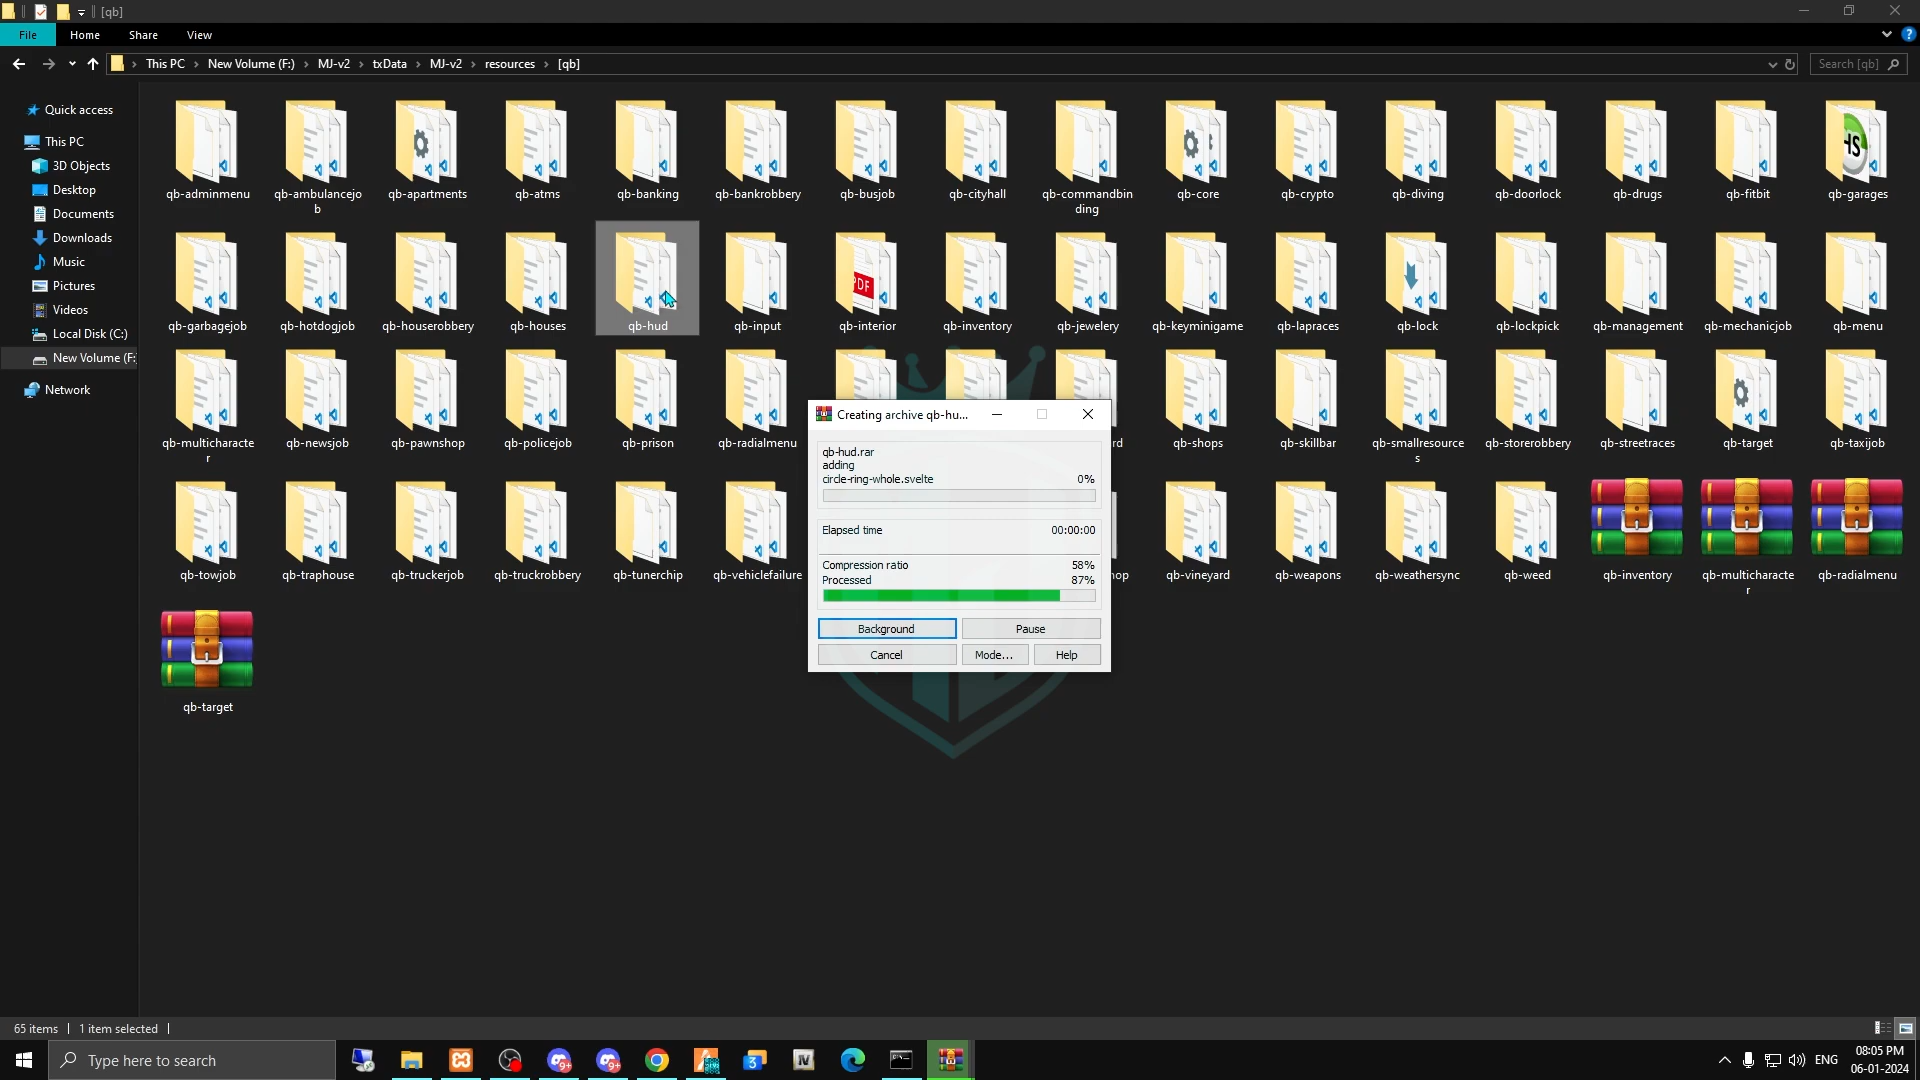 [qb]
File Home Share View
This PC New Volume (F:) MJ-v2 txData MJ-v2 resources [qb]
Search [qb]
Quick access
This PC
3D Objects
Desktop
Documents
Downloads
Music
Pictures
Videos
Local Disk (C:)
New Volume (F:
Network
qb-adminmenu qb-ambulancejo qb-apartments qb-atms qb-banking qb-bankrobbery qb-busjob qb-cityhall qb-commandbin qb-core qb-crypto qb-diving qb-doorlock qb-drugs qb-fitbit qb-garages
b ding
HS
PDF
qb-garbagejob qb-hotdogjob qb-houserobbery qb-houses qb-hud qb-input qb-interior qb-inventory qb-jewelery qb-keyminigame qb-lapraces qb-lock qb-lockpick qb-management qb-mechanicjob qb-menu
qb-multicharacte qb-newsjob qb-pawnshop qb-policejob qb-prison qb-radialmenu rd qb-shops qb-skillbar qb-smallresource qb-storerobbery qb-streetraces qb-target qb-taxijob
r s
qb-towjob qb-traphouse qb-truckerjob qb-truckrobbery qb-tunerchip qb-vehiclefailure hop qb-vineyard qb-weapons qb-weathersync qb-weed qb-inventory qb-multicharacte qb-radialmenu
r
qb-target
Creating archive qb-hu...
qb-hud.rar
adding
circle-ring-whole.svelte 0%
Elapsed time 00:00:00
Compression ratio 58%
Processed 87%
Background Pause
Cancel Mode... Help
65 items 1 item selected
Type here to search
9+ 9+
ENG
08:05 PM
06-01-2024